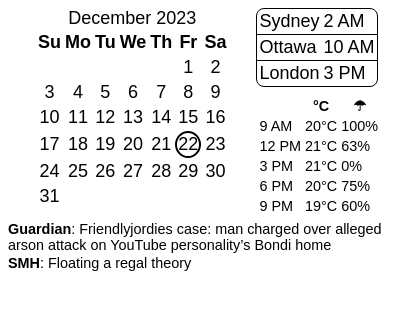 December 2023
Su Mo Tu We Th Fr Sa
1 2
3 4 5 6 7 8 9
10 11 12 13 14 15 16
17 18 19 20 21 22 23
24 25 26 27 28 29 30
31
Sydney 2 AM
Ottawa 10 AM
London 3 PM
°C ☂
9 AM 20°C 100%
12 PM 21°C 63%
3 PM 21°C 0%
6 PM 20°C 75%
9 PM 19°C 60%
Guardian: Friendlyjordies case: man charged over alleged
arson attack on YouTube personality’s Bondi home
SMH: Floating a regal theory